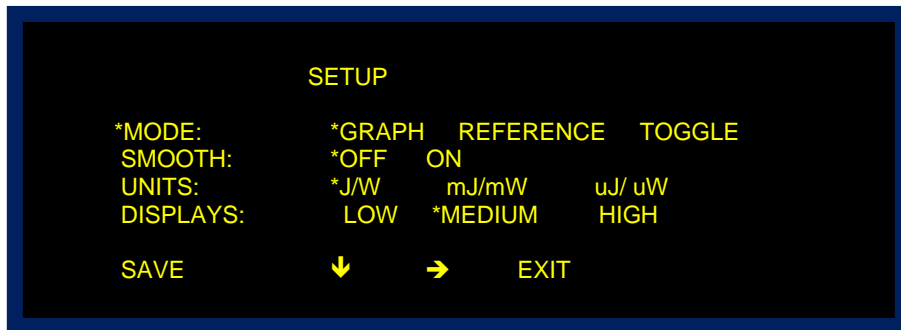 SETUP
*MODE: *GRAPH REFERENCE TOGGLE
SMOOTH: *OFF ON
UNITS: *J/W mJ/mW uJ/ uW
DISPLAYS: LOW *MEDIUM HIGH
SAVE ↓ → EXIT